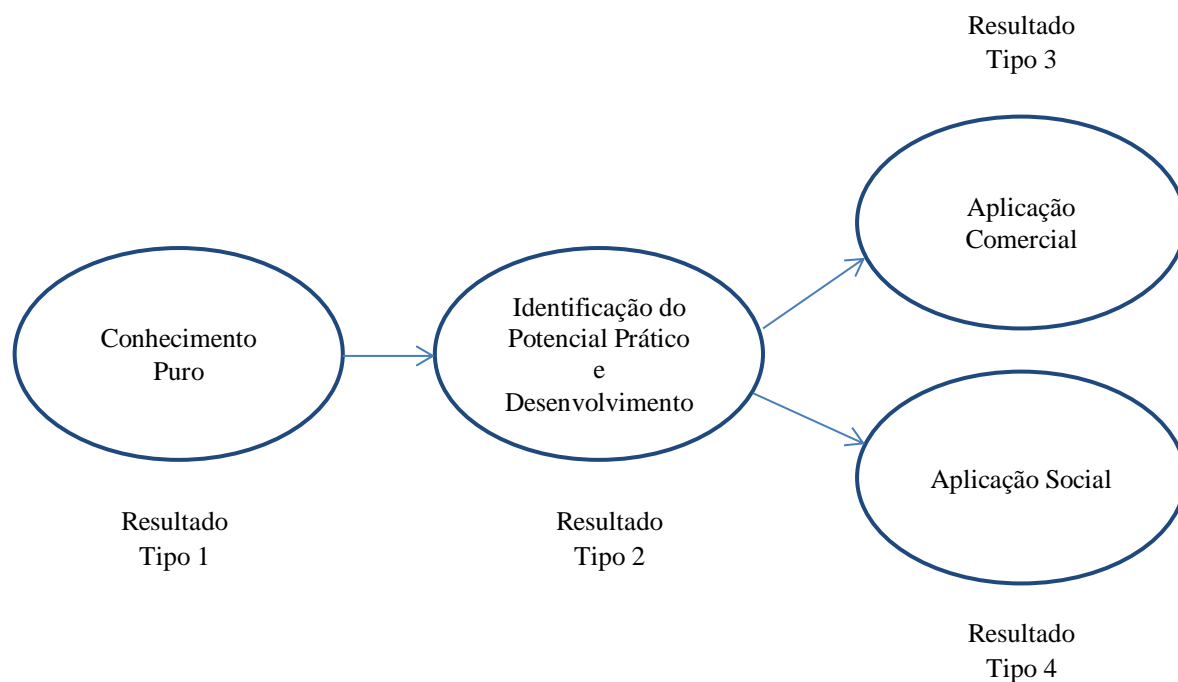 Resultado
Tipo 3
Aplicação
Comercial
Conhecimento
Puro
Resultado
Tipo 1
Identificação do
Potencial Prático
e
Desenvolvimento
Resultado
Tipo 2
Aplicação Social
Resultado
Tipo 4